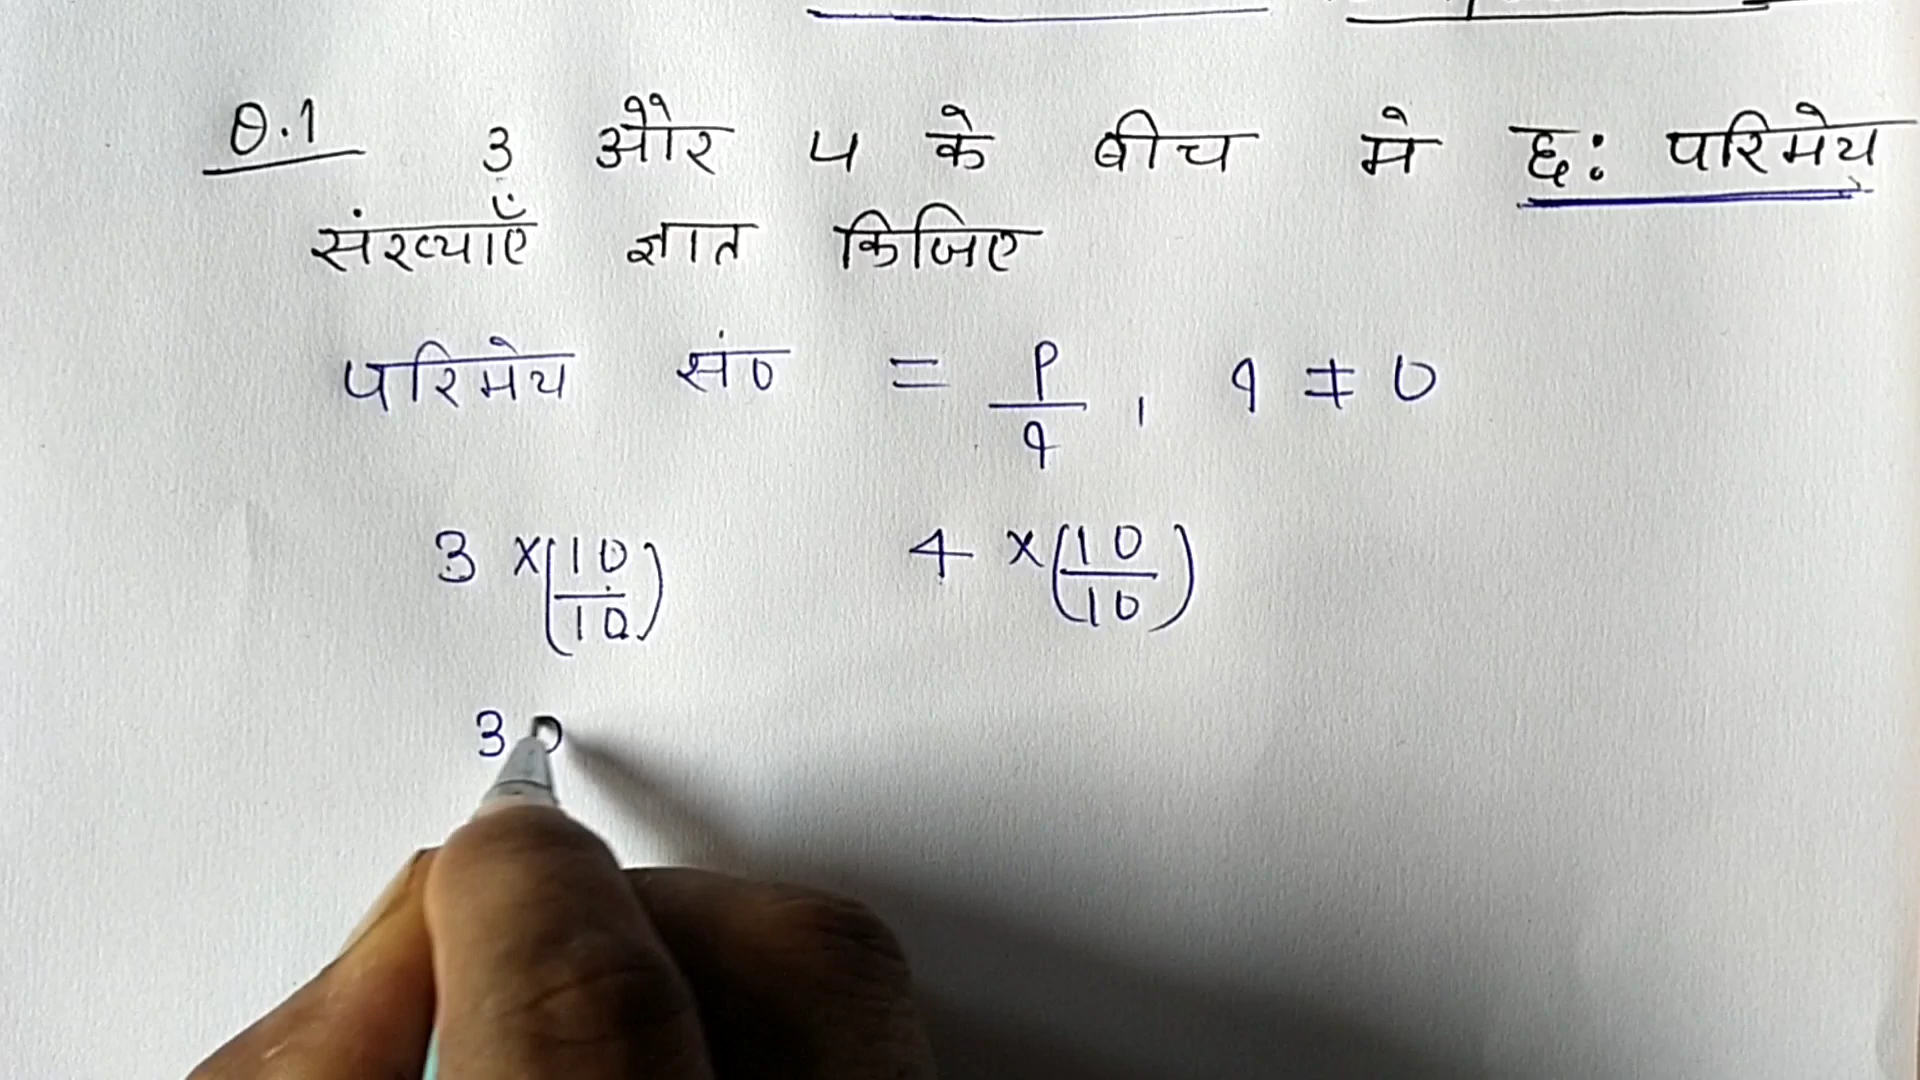 Q.1 3 और 4 के बीच मे छः परिमेय
संख्याएँ ज्ञात किजिए
परिमेय सं० = p/q , q ≠ 0
3 × (10/10) 4 × (10/10)
30